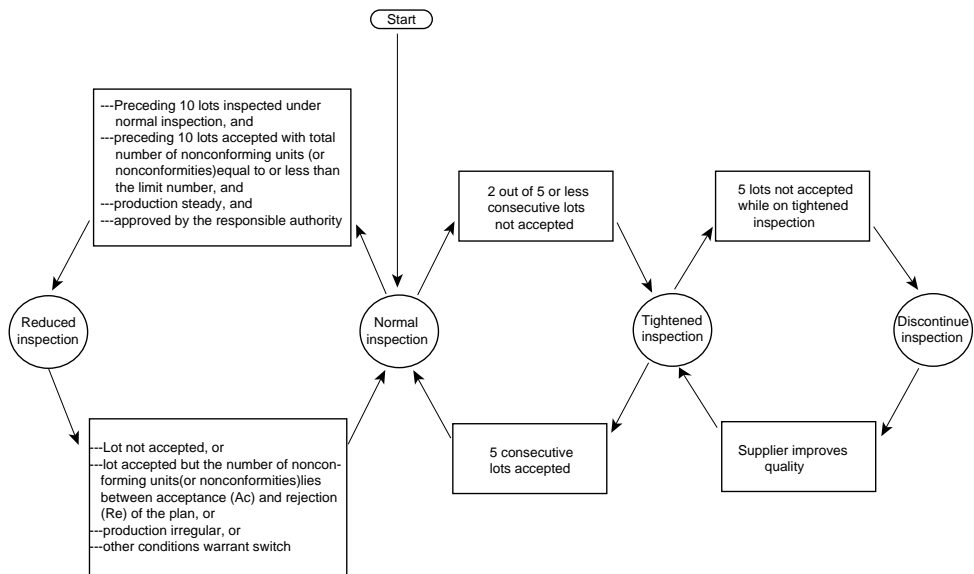 Start
---Preceding 10 lots inspected under
normal inspection, and
---preceding 10 lots accepted with total
number of nonconforming units (or
nonconformities)equal to or less than
the limit number, and
---production steady, and
---approved by the responsible authority
2 out of 5 or less
consecutive lots
not accepted
5 lots not accepted
while on tightened
inspection
Reduced
inspection
Normal
inspection
Tightened
inspection
Discontinue
inspection
---Lot not accepted, or
---lot accepted but the number of noncon-
forming units(or nonconformities)lies
between acceptance (Ac) and rejection
(Re) of the plan, or
---production irregular, or
---other conditions warrant switch
5 consecutive
lots accepted
Supplier improves
quality